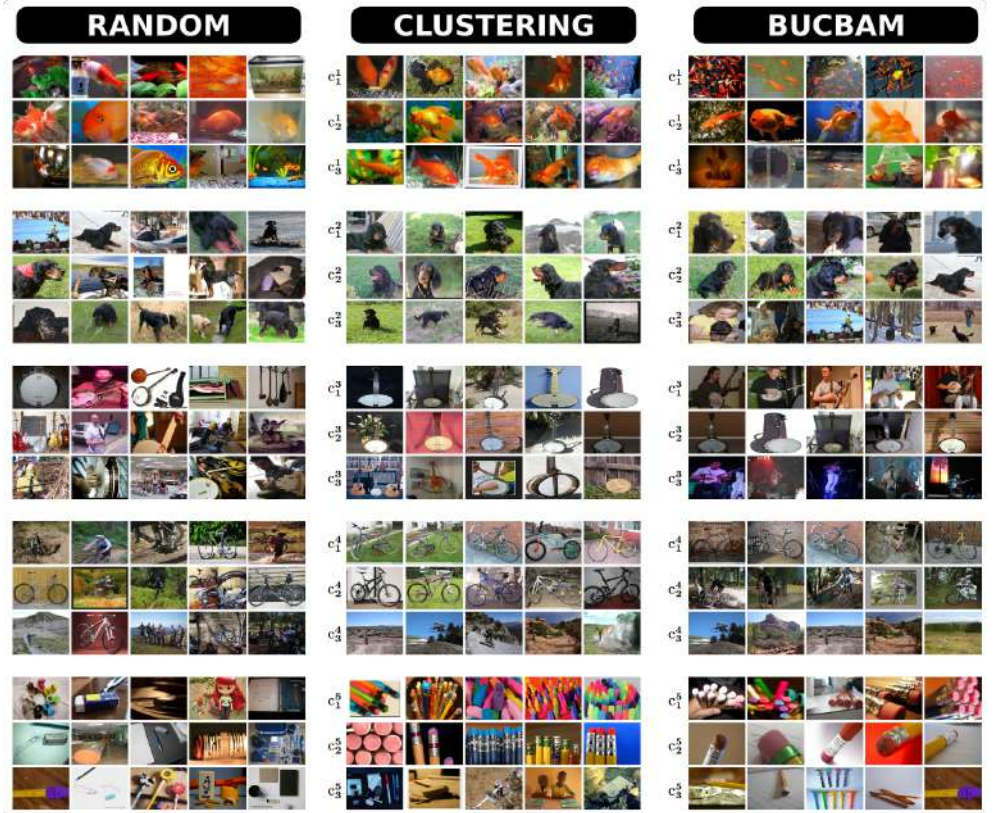 RANDOM
CLUSTERING
BUCBAM
c¹₁ c¹₁
c¹₂ c¹₂
c¹₃ c¹₃
c²₁ c²₁
c²₂ c²₂
c²₃ c²₃
c³₁ c³₁
c³₂ c³₂
c³₃ c³₃
c⁴₁ c⁴₁
c⁴₂ c⁴₂
c⁴₃ c⁴₃
c⁵₁ c⁵₁
c⁵₂ c⁵₂
c⁵₃ c⁵₃